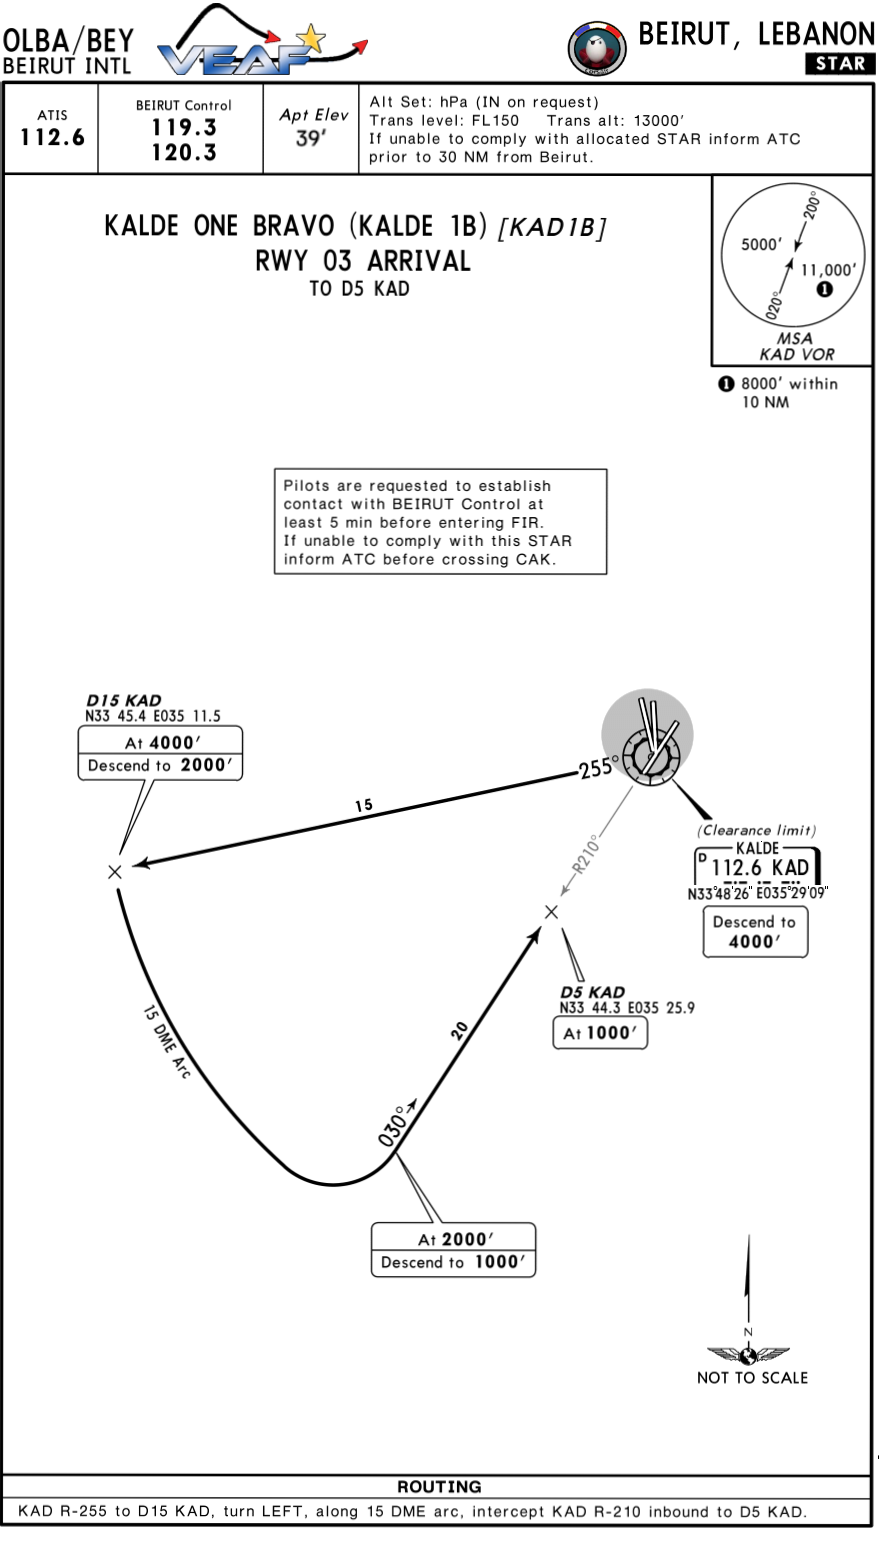 OLBA/BEY
BEIRUT INTL
VEAF
BEIRUT, LEBANON
STAR
ATIS
112.6
BEIRUT Control
119.3
120.3
Apt Elev
39'
Alt Set: hPa (IN on request)
Trans level: FL150 Trans alt: 13000'
If unable to comply with allocated STAR inform ATC
prior to 30 NM from Beirut.
KALDE ONE BRAVO (KALDE 1B) [KAD1B]
RWY 03 ARRIVAL
TO D5 KAD
200°
5000'
11,000'
1
020°
MSA
KAD VOR
1 8000' within
10 NM
Pilots are requested to establish
contact with BEIRUT Control at
least 5 min before entering FIR.
If unable to comply with this STAR
inform ATC before crossing CAK.
D15 KAD
N33 45.4 E035 11.5
At 4000'
Descend to 2000'
255°
15
R210°
(Clearance limit)
KALDE
D 112.6 KAD
N33°48'26" E035°29'09"
Descend to
4000'
D5 KAD
N33 44.3 E035 25.9
At 1000'
15 DME Arc
20
030°
At 2000'
Descend to 1000'
N
NOT TO SCALE
ROUTING
KAD R-255 to D15 KAD, turn LEFT, along 15 DME arc, intercept KAD R-210 inbound to D5 KAD.